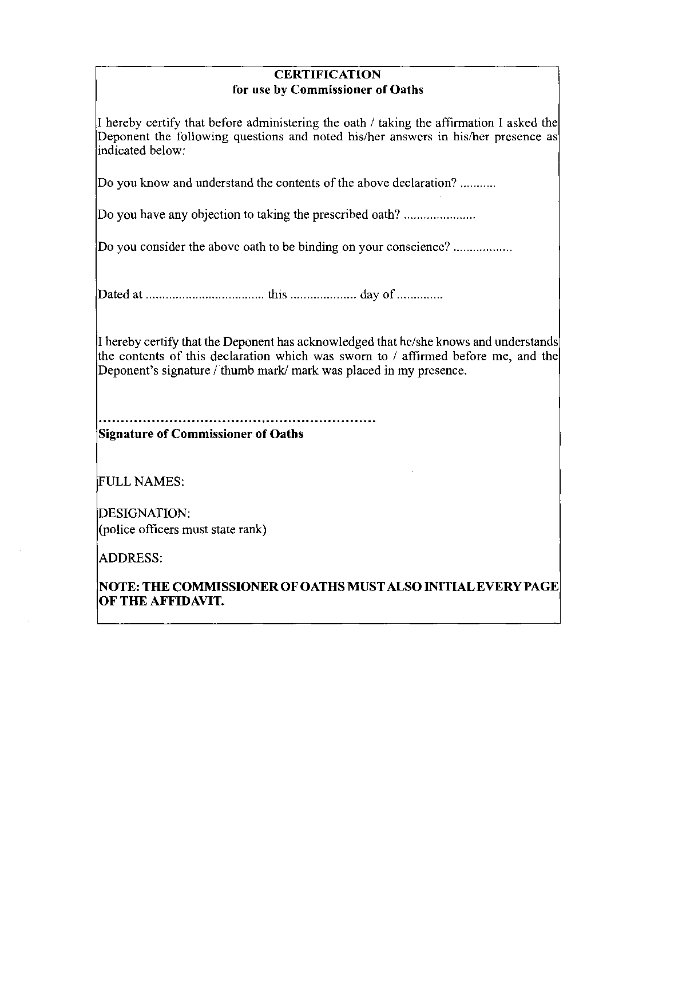 CERTIFICATION
for use by Commissioner of Oaths
I hereby certify that before administering the oath / taking the affirmation I asked the
Deponent the following questions and noted his/her answers in his/her presence as
indicated below:
Do you know and understand the contents of the above declaration? ...........
Do you have any objection to taking the prescribed oath? ......................
Do you consider the above oath to be binding on your conscience? ..................
Dated at .................................... this .................... day of ..............
I hereby certify that the Deponent has acknowledged that he/she knows and understands
the contents of this declaration which was sworn to / affirmed before me, and the
Deponent's signature / thumb mark/ mark was placed in my presence.
................................................................
Signature of Commissioner of Oaths
FULL NAMES:
DESIGNATION:
(police officers must state rank)
ADDRESS:
NOTE: THE COMMISSIONER OF OATHS MUST ALSO INITIAL EVERY PAGE
OF THE AFFIDAVIT.